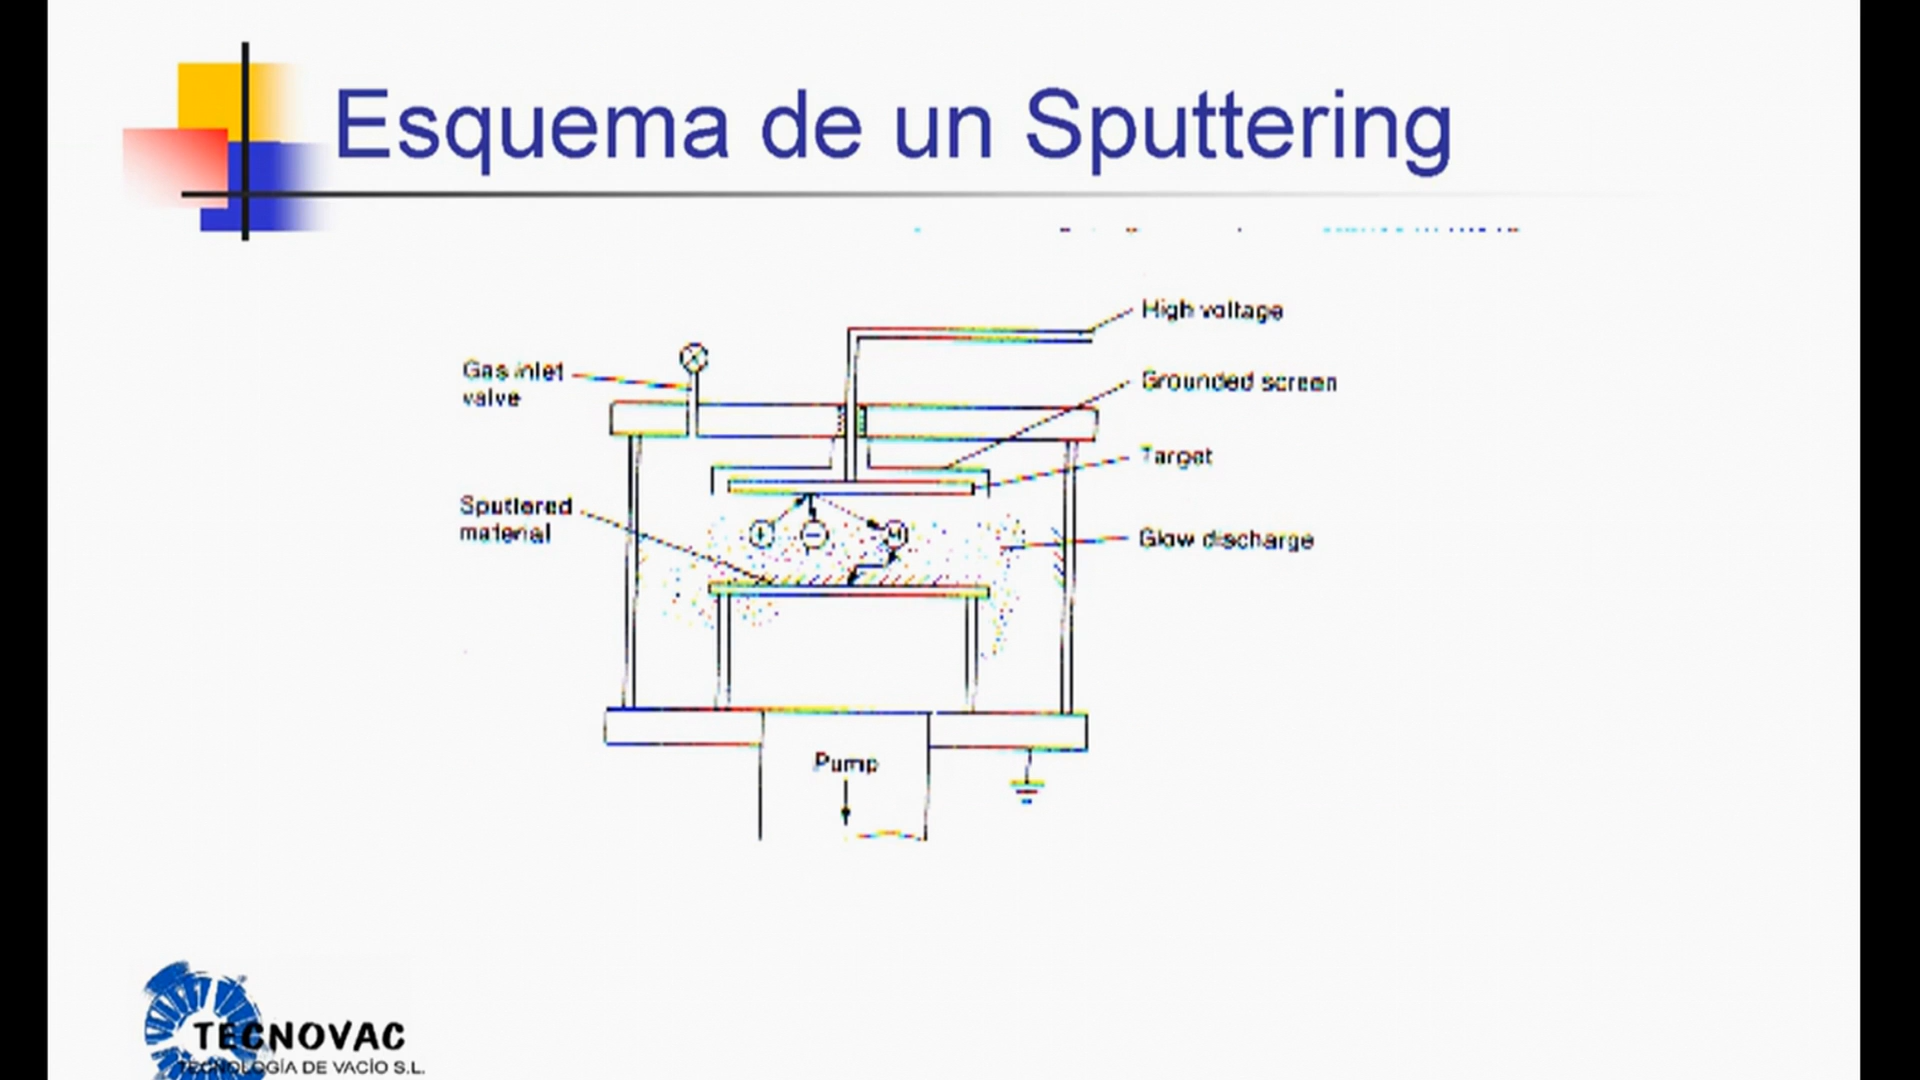 Esquema de un Sputtering
High voltage
Gas inlet
valve
Grounded screen
Target
Sputtered
material
+
−
M
Glow discharge
Pump
TECNOVAC
TECNOLOGÍA DE VACÍO S.L.